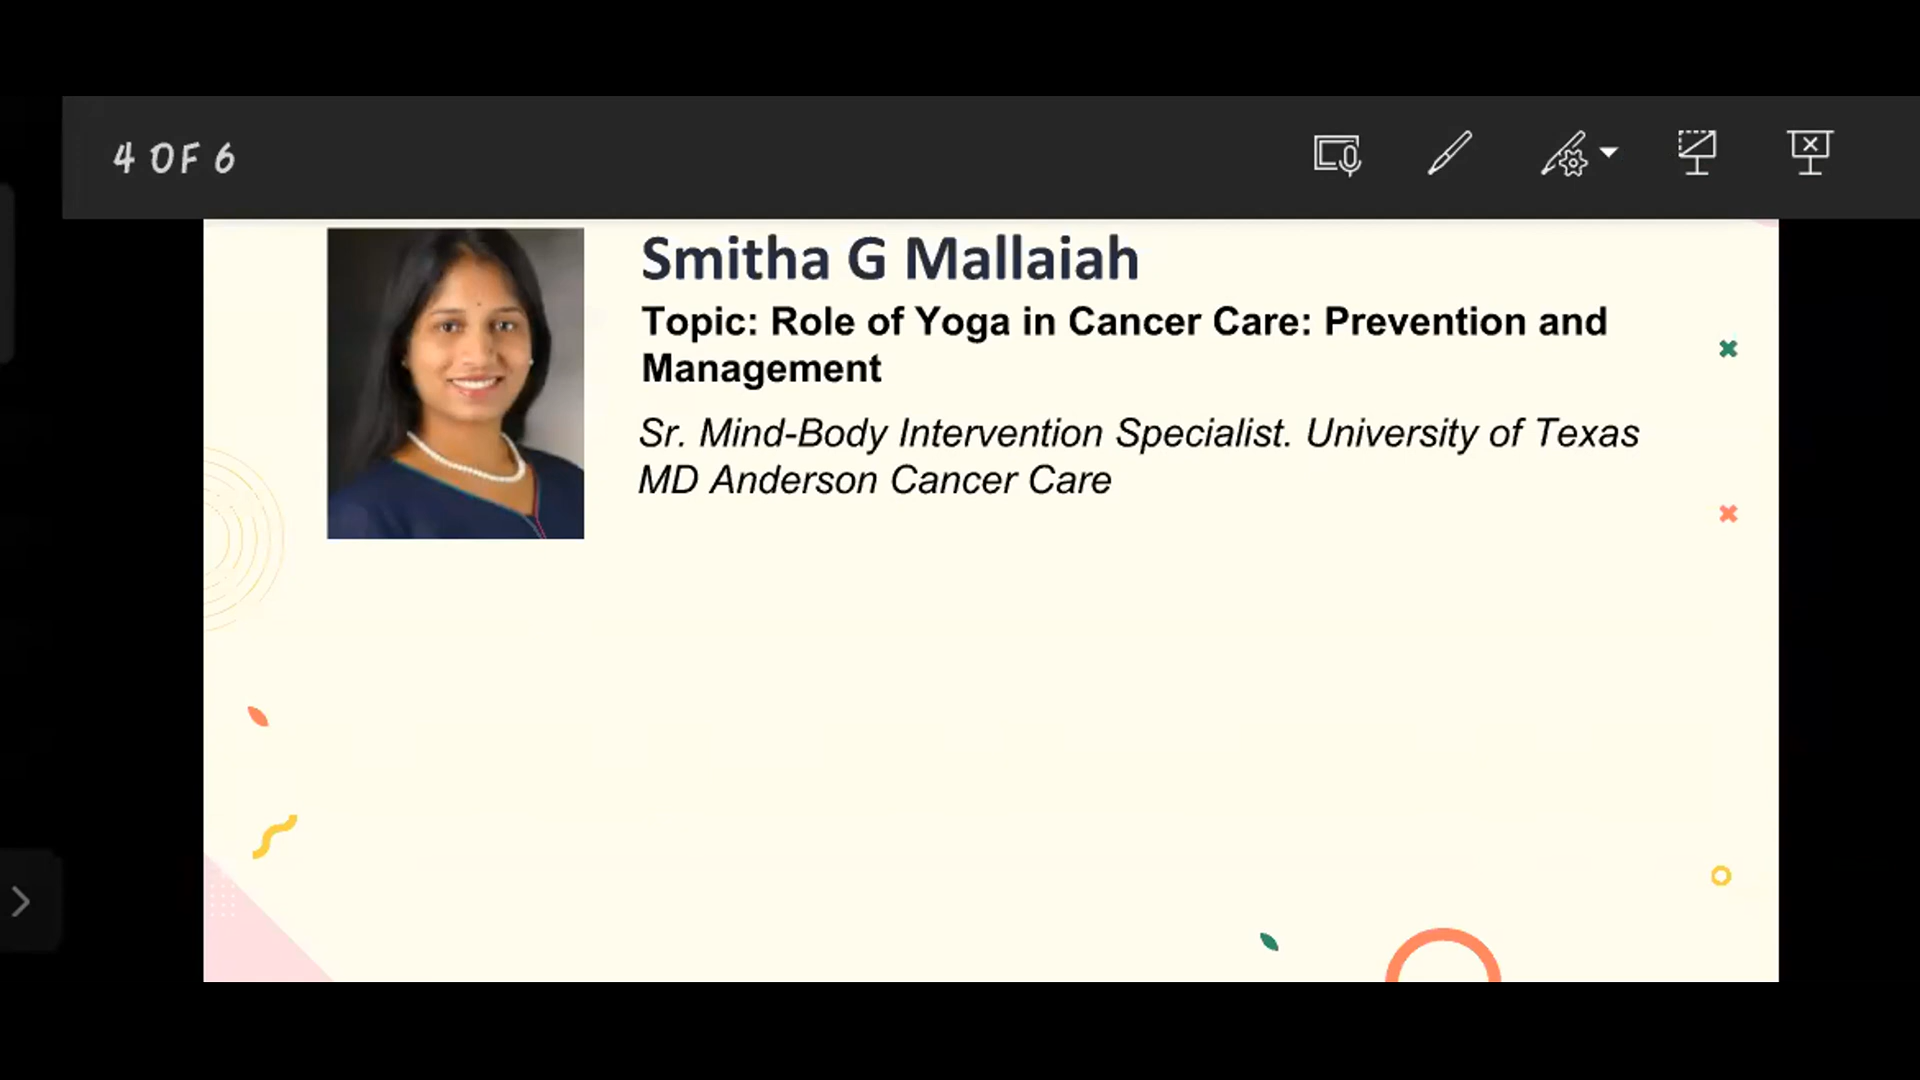 4 OF 6
Smitha G Mallaiah
Topic: Role of Yoga in Cancer Care: Prevention and
Management
Sr. Mind-Body Intervention Specialist. University of Texas
MD Anderson Cancer Care